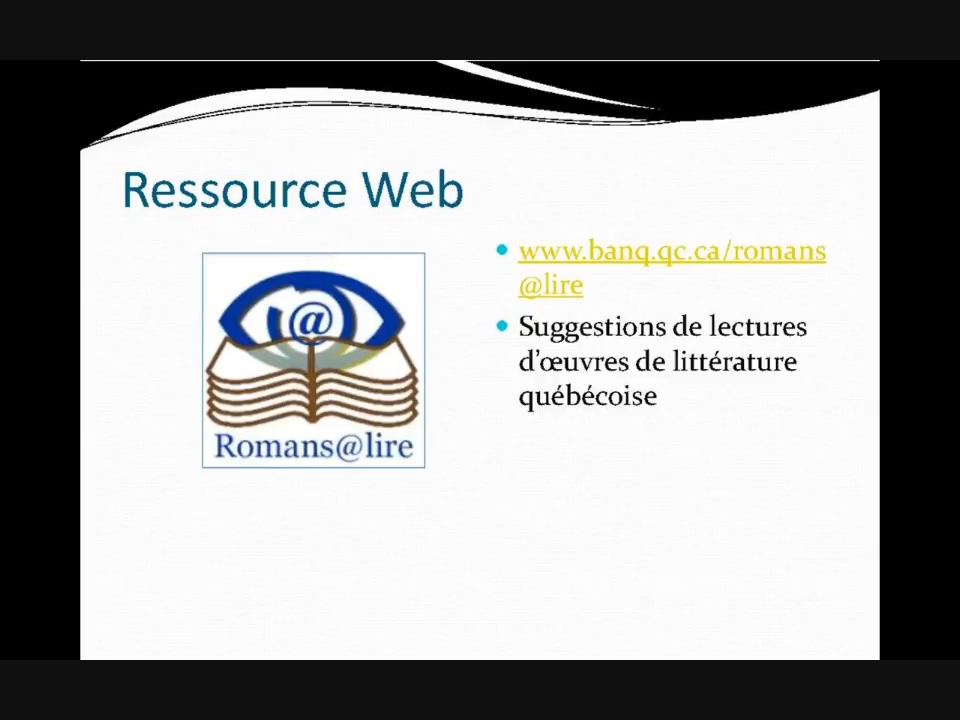 Ressource Web
www.banq.qc.ca/romans
@lire
Suggestions de lectures
d'œuvres de littérature
québécoise
@
Romans@lire